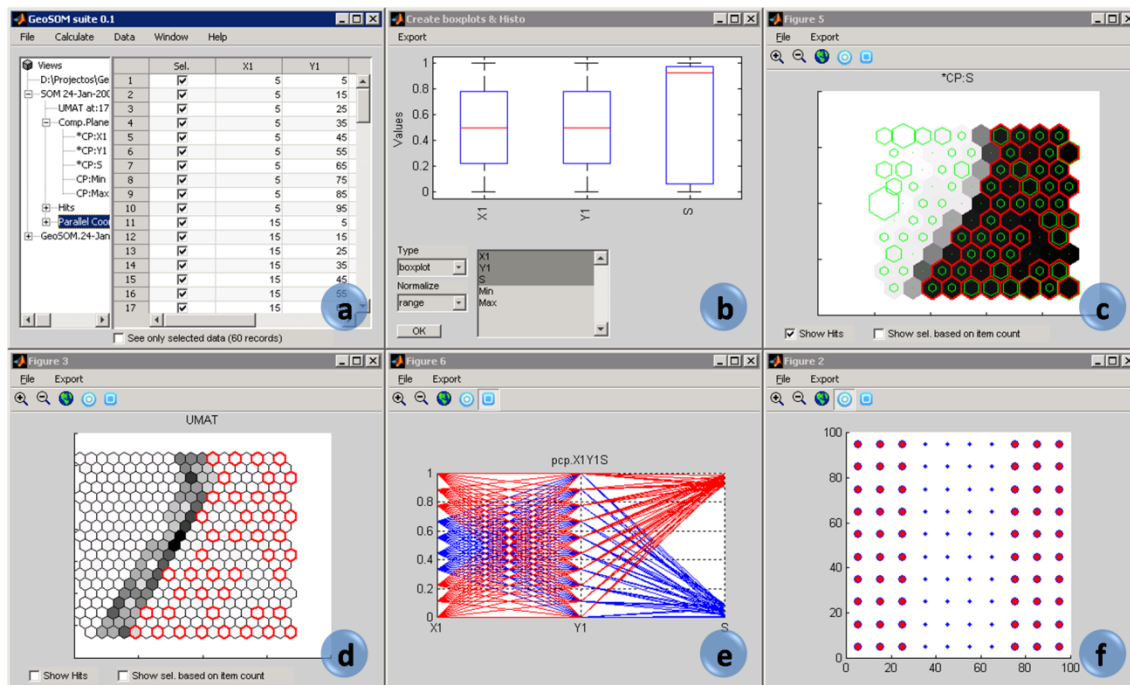 GeoSOM suite 0.1
File Calculate Data Window Help
Views
D:\Projectos\Ge
SOM 24-Jan-200
UMAT at:17
Comp.Plane
*CP:X1
*CP:Y1
*CP:S
CP:Min
CP:Max
Hits
Parallel Coor
GeoSOM.24-Jan
Sel. X1 Y1
1 5 5
2 5 15
3 5 25
4 5 35
5 5 45
6 5 55
7 5 65
8 5 75
9 5 85
10 5 95
11 15 5
12 15 15
13 15 25
14 15 35
15 15 45
16 15 55
17 15
See only selected data (60 records)
a
Create boxplots & Histo
Export
1
0.8
0.6
0.4
0.2
0
Values
X1 Y1 S
Type
boxplot
Normalize
range
OK
X1
Y1
S
Min
Max
b
Figure 5
File Export
*CP:S
Show Hits Show sel. based on item count
c
Figure 3
File Export
UMAT
Show Hits Show sel. based on item count
d
Figure 6
File Export
pcp.X1Y1S
1
0.8
0.6
0.4
0.2
0
X1 Y1 S
e
Figure 2
File Export
100
80
60
40
20
0
0 20 40 60 80 100
f